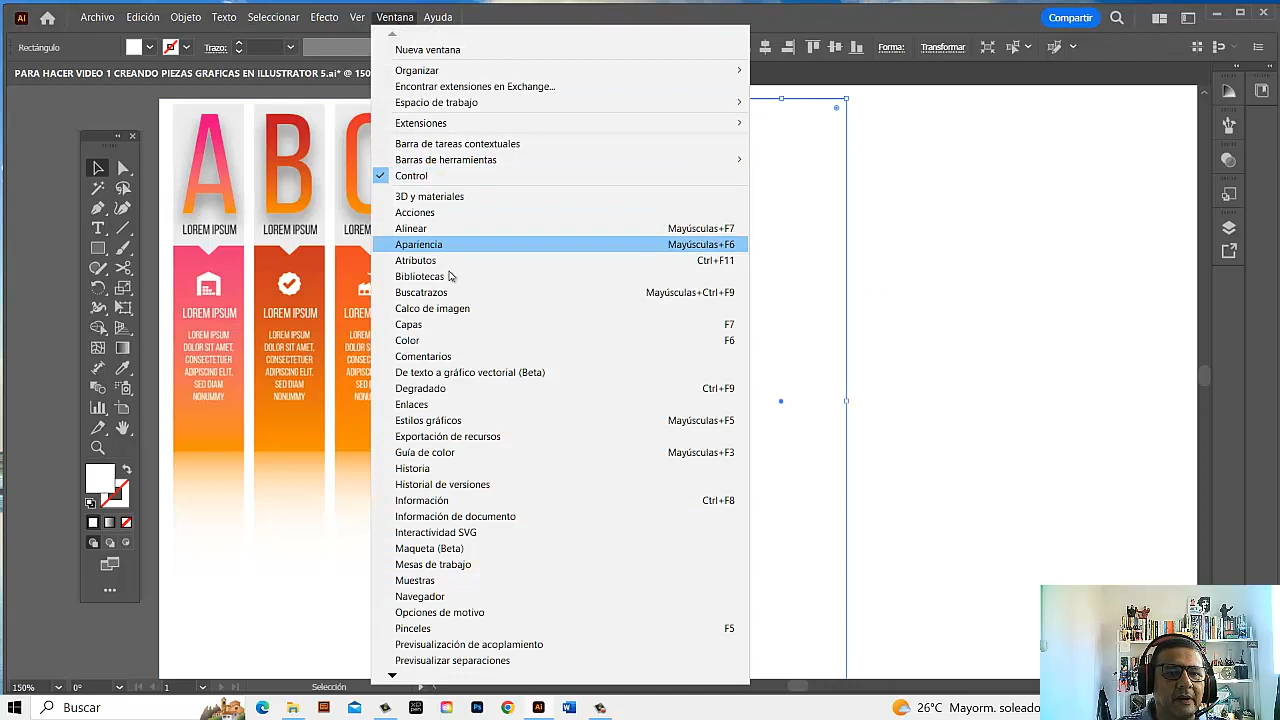 Archivo Edición Objeto Texto Seleccionar Efecto Ver Ventana Ayuda
Compartir
Rectángulo
Trazo:
Forma:
Transformar
PARA HACER VIDEO 1 CREANDO PIEZAS GRAFICAS EN ILLUSTRATOR 5.ai* @ 150
Nueva ventana
Organizar
Encontrar extensiones en Exchange...
Espacio de trabajo
Extensiones
Barra de tareas contextuales
Barras de herramientas
Control
3D y materiales
Acciones
Alinear Mayúsculas+F7
Apariencia Mayúsculas+F6
Atributos Ctrl+F11
Bibliotecas
Buscatrazos Mayúsculas+Ctrl+F9
Calco de imagen
Capas F7
Color F6
Comentarios
De texto a gráfico vectorial (Beta)
Degradado Ctrl+F9
Enlaces
Estilos gráficos Mayúsculas+F5
Exportación de recursos
Guía de color Mayúsculas+F3
Historia
Historial de versiones
Información Ctrl+F8
Información de documento
Interactividad SVG
Maqueta (Beta)
Mesas de trabajo
Muestras
Navegador
Opciones de motivo
Pinceles F5
Previsualización de acoplamiento
Previsualizar separaciones
A
LOREM IPSUM
LOREM IPSUM
LOREM IPSUM
DOLOR SIT AMET,
CONSECTETUER
ADIPISCING ELIT,
SED DIAM
NONUMMY
B
LOREM IPSUM
LOREM IPSUM
LOREM IPSUM
DOLOR SIT AMET,
CONSECTETUER
ADIPISCING ELIT,
SED DIAM
NONUMMY
150% 0° 1 Selección
Buscar
26°C Mayorm. soleado